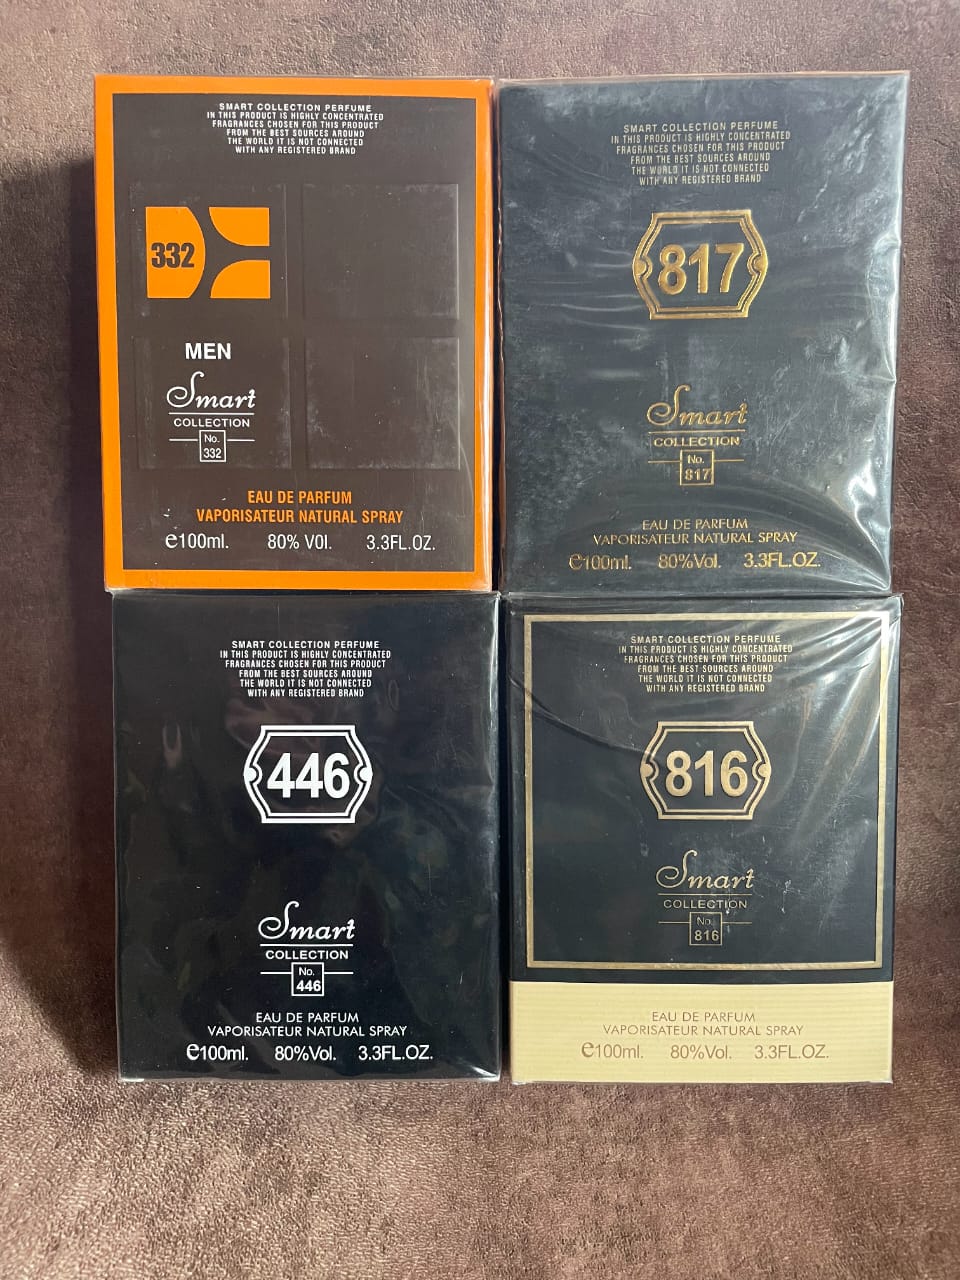 SMART COLLECTION PERFUME
IN THIS PRODUCT IS HIGHLY CONCENTRATED
FRAGRANCES CHOSEN FOR THIS PRODUCT
FROM THE BEST SOURCES AROUND
THE WORLD IT IS NOT CONNECTED
WITH ANY REGISTERED BRAND
332
MEN
Smart
COLLECTION
No.
332
EAU DE PARFUM
VAPORISATEUR NATURAL SPRAY
e100ml. 80% VOl. 3.3FL.OZ.
SMART COLLECTION PERFUME
IN THIS PRODUCT IS HIGHLY CONCENTRATED
FRAGRANCES CHOSEN FOR THIS PRODUCT
FROM THE BEST SOURCES AROUND
THE WORLD IT IS NOT CONNECTED
WITH ANY REGISTERED BRAND
817
Smart
COLLECTION
No.
817
EAU DE PARFUM
VAPORISATEUR NATURAL SPRAY
e100ml. 80%Vol. 3.3FL.OZ.
SMART COLLECTION PERFUME
IN THIS PRODUCT IS HIGHLY CONCENTRATED
FRAGRANCES CHOSEN FOR THIS PRODUCT
FROM THE BEST SOURCES AROUND
THE WORLD IT IS NOT CONNECTED
WITH ANY REGISTERED BRAND
446
Smart
COLLECTION
No.
446
EAU DE PARFUM
VAPORISATEUR NATURAL SPRAY
e100ml. 80%Vol. 3.3FL.OZ.
SMART COLLECTION PERFUME
IN THIS PRODUCT IS HIGHLY CONCENTRATED
FRAGRANCES CHOSEN FOR THIS PRODUCT
FROM THE BEST SOURCES AROUND
THE WORLD IT IS NOT CONNECTED
WITH ANY REGISTERED BRAND
816
Smart
COLLECTION
No.
816
EAU DE PARFUM
VAPORISATEUR NATURAL SPRAY
e100ml. 80%Vol. 3.3FL.OZ.